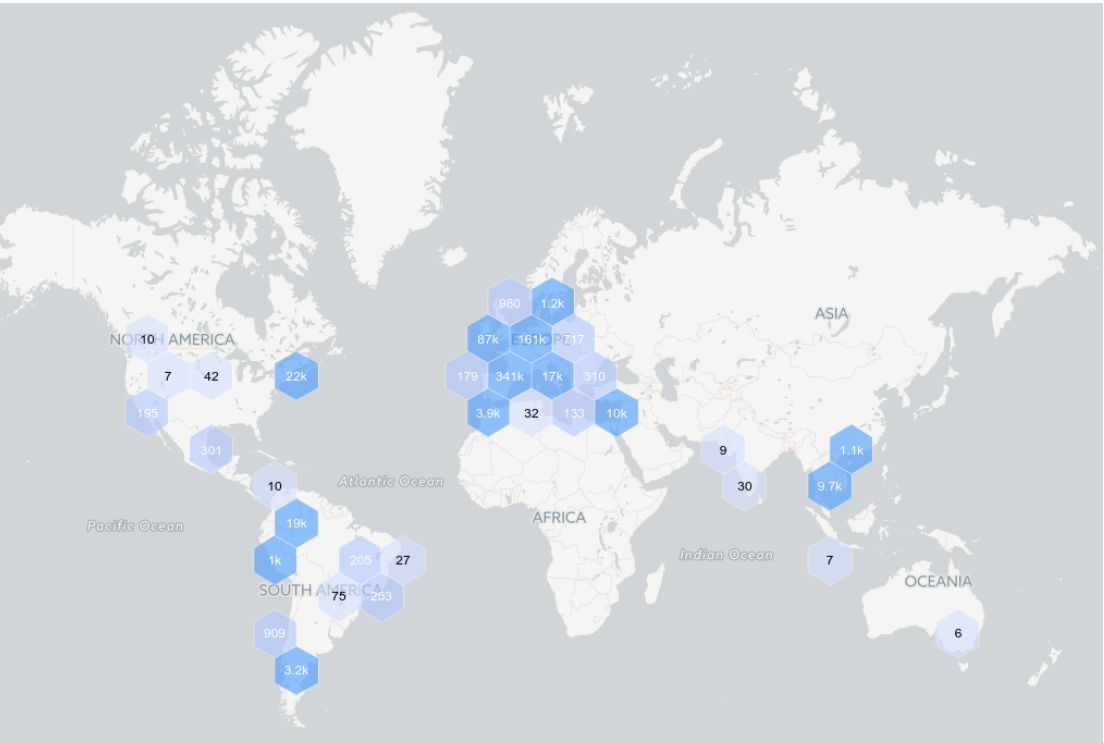 980
1.2k
ASIA
10
NORTH AMERICA
87k
161k
717
EUROPE
179
341k
17k
310
7
42
22k
195
3.9k
32
133
10k
301
9
1.1k
10
Atlantic Ocean
30
9.7k
Pacific Ocean
19k
AFRICA
1k
205
27
Indian Ocean
7
OCEANIA
SOUTH AMERICA
75
253
909
6
3.2k